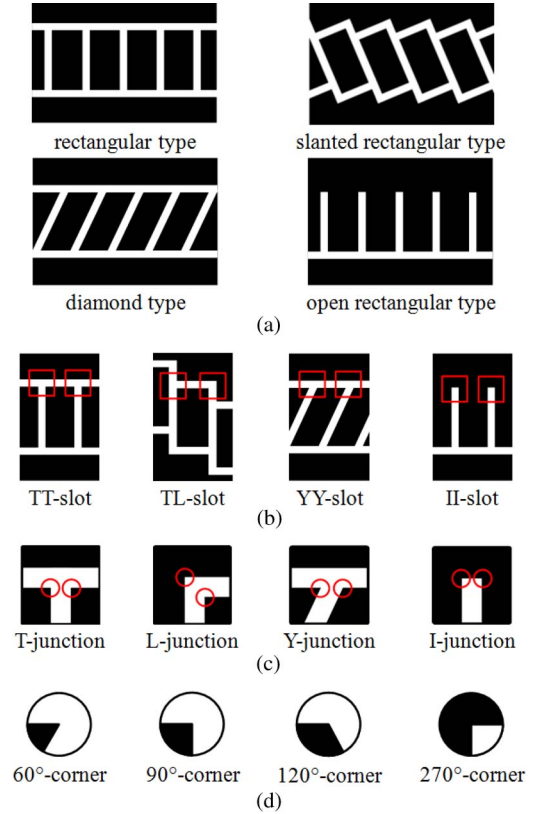 rectangular type slanted rectangular type
diamond type open rectangular type
(a)
TT-slot TL-slot YY-slot II-slot
(b)
T-junction L-junction Y-junction I-junction
(c)
60°-corner 90°-corner 120°-corner 270°-corner
(d)